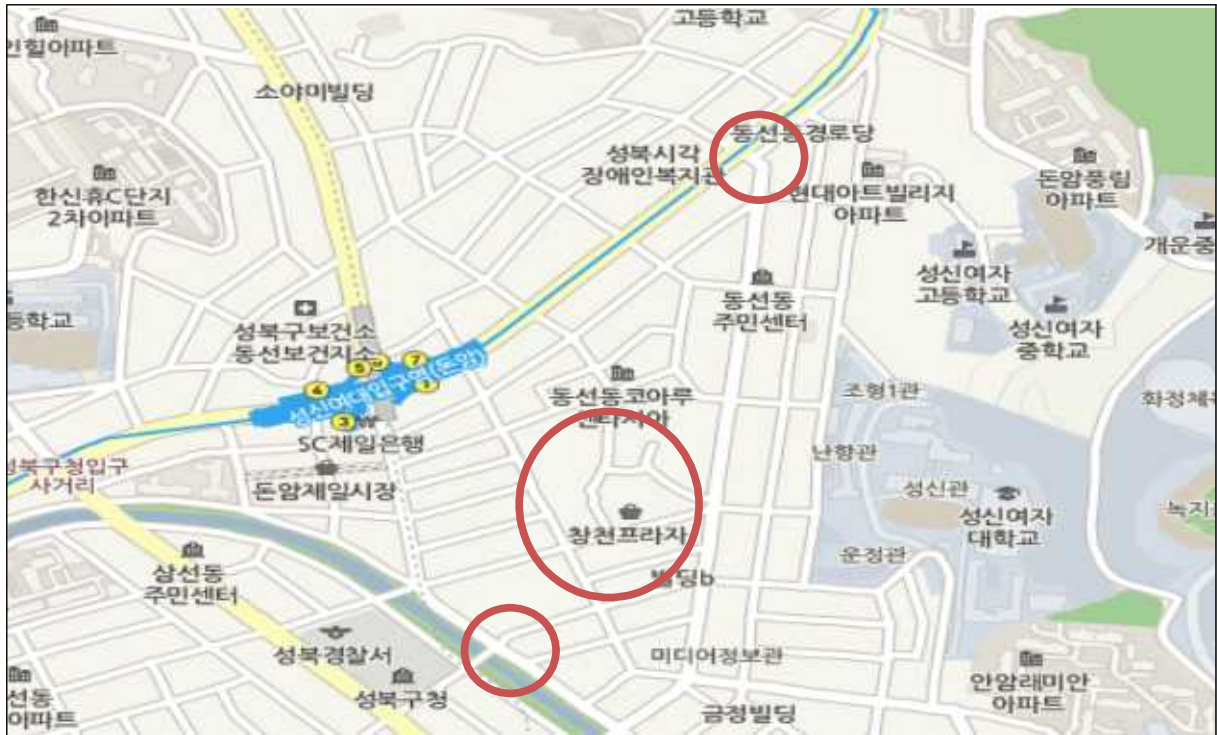 고등학교
인힐아파트
소야미빌딩
동선동경로당
성북시각
장애인복지관
현대아트빌리지
아파트
돈암풍림
아파트
한신휴C단지
2차아파트
개운중
성신여자
고등학교
성신여자
중학교
동선동
주민센터
등학교
성북구보건소
동선보건지소
5
7
4
1
3
성신여대입구역(돈암)
동선동코아루
센타시아
조형1관
화정체육
SC제일은행
난향관
성북구청입구
사거리
돈암제일시장
성신관
성신여자
대학교
녹지
창천프라자
운정관
빌딩b
삼선동
주민센터
성북경찰서
미디어정보관
성북구청
안암래미안
아파트
선동
이파트
금정빌딩